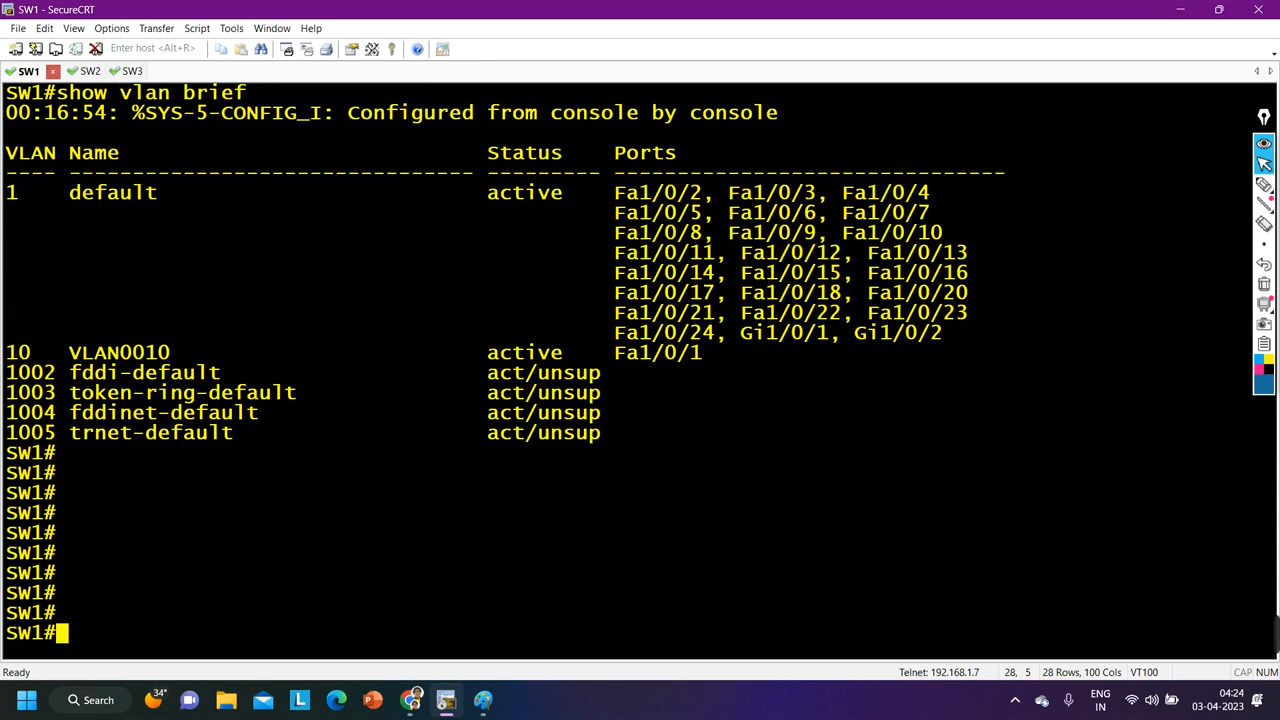 SW1 - SecureCRT
File Edit View Options Transfer Script Tools Window Help
Enter host <Alt+R>
SW1 x SW2 SW3
SW1#show vlan brief
00:16:54: %SYS-5-CONFIG_I: Configured from console by console
VLAN Name Status Ports
---- -------------------------------- --------- -------------------------------
1 default active Fa1/0/2, Fa1/0/3, Fa1/0/4
Fa1/0/5, Fa1/0/6, Fa1/0/7
Fa1/0/8, Fa1/0/9, Fa1/0/10
Fa1/0/11, Fa1/0/12, Fa1/0/13
Fa1/0/14, Fa1/0/15, Fa1/0/16
Fa1/0/17, Fa1/0/18, Fa1/0/20
Fa1/0/21, Fa1/0/22, Fa1/0/23
Fa1/0/24, Gi1/0/1, Gi1/0/2
10 VLAN0010 active Fa1/0/1
1002 fddi-default act/unsup
1003 token-ring-default act/unsup
1004 fddinet-default act/unsup
1005 trnet-default act/unsup
SW1#
SW1#
SW1#
SW1#
SW1#
SW1#
SW1#
SW1#
SW1#
SW1#
Ready Telnet: 192.168.1.7 28, 5 28 Rows, 100 Cols VT100 CAP NUM
Search 34° L P ENG 04:24
IN 03-04-2023